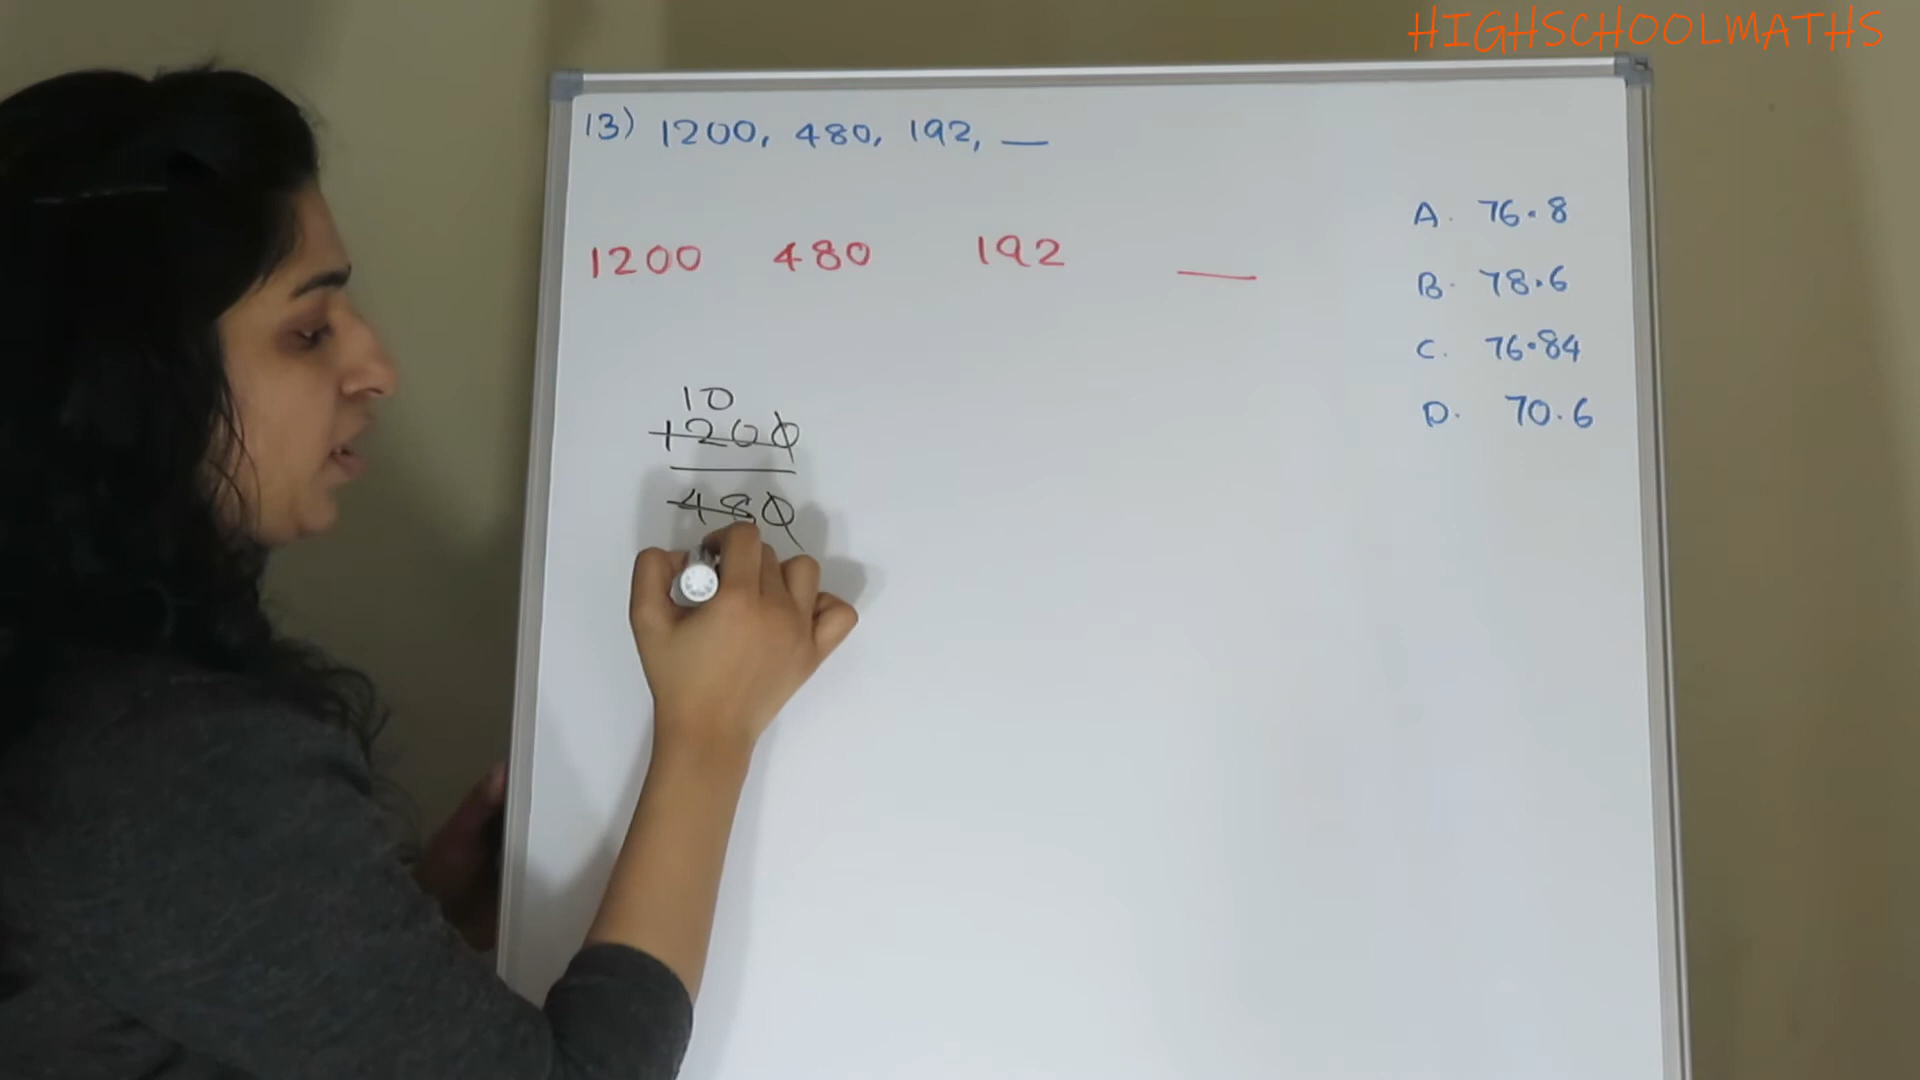 HIGHSCHOOLMATHS
13) 1200, 480, 192, __
1200 480 192 __
A. 76.8
B. 78.6
C. 76.84
D. 70.6
10
1200
480